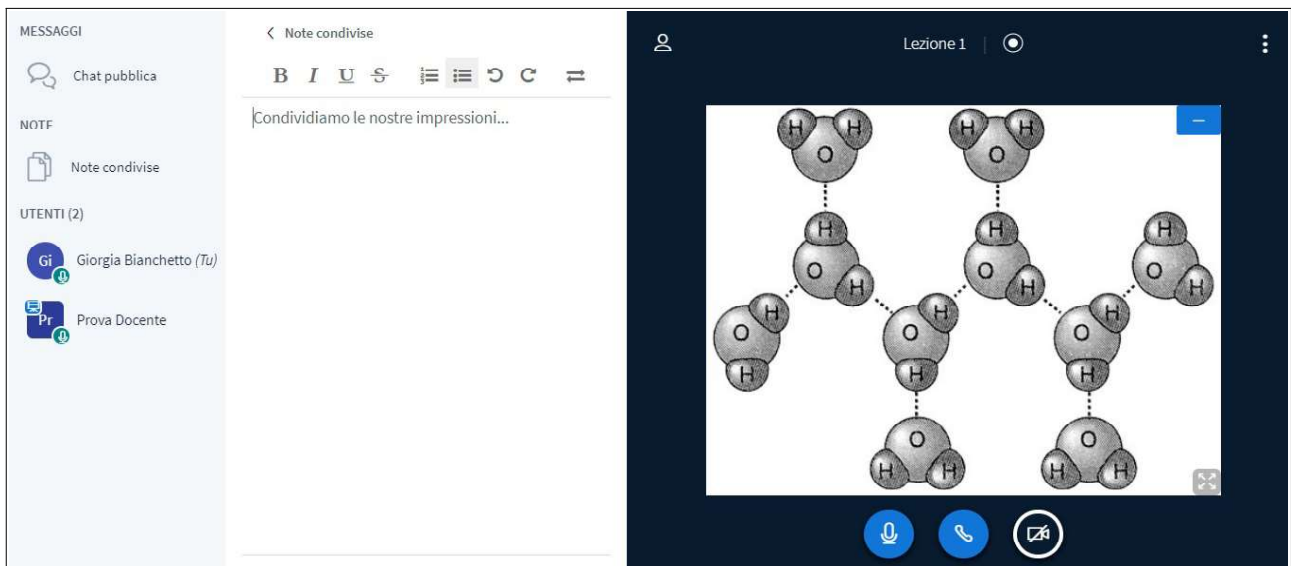 MESSAGGI
Chat pubblica
NOTE
Note condivise
UTENTI (2)
Gi
Giorgia Bianchetto (Tu)
Pr
Prova Docente
Note condivise
B I U S
Condividiamo le nostre impressioni...
Lezione 1
H H H H
O O
H H H
O O O
H H H
H H H
O O O
H H H
O O
H H H H